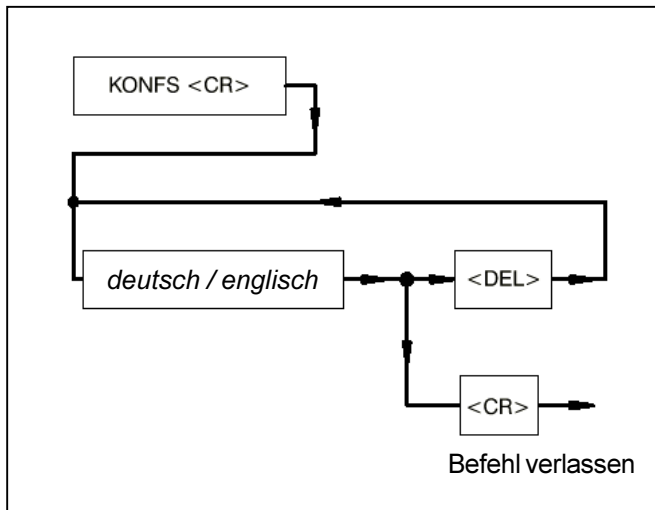 KONFS <CR>
deutsch / englisch
<DEL>
<CR>
Befehl verlassen